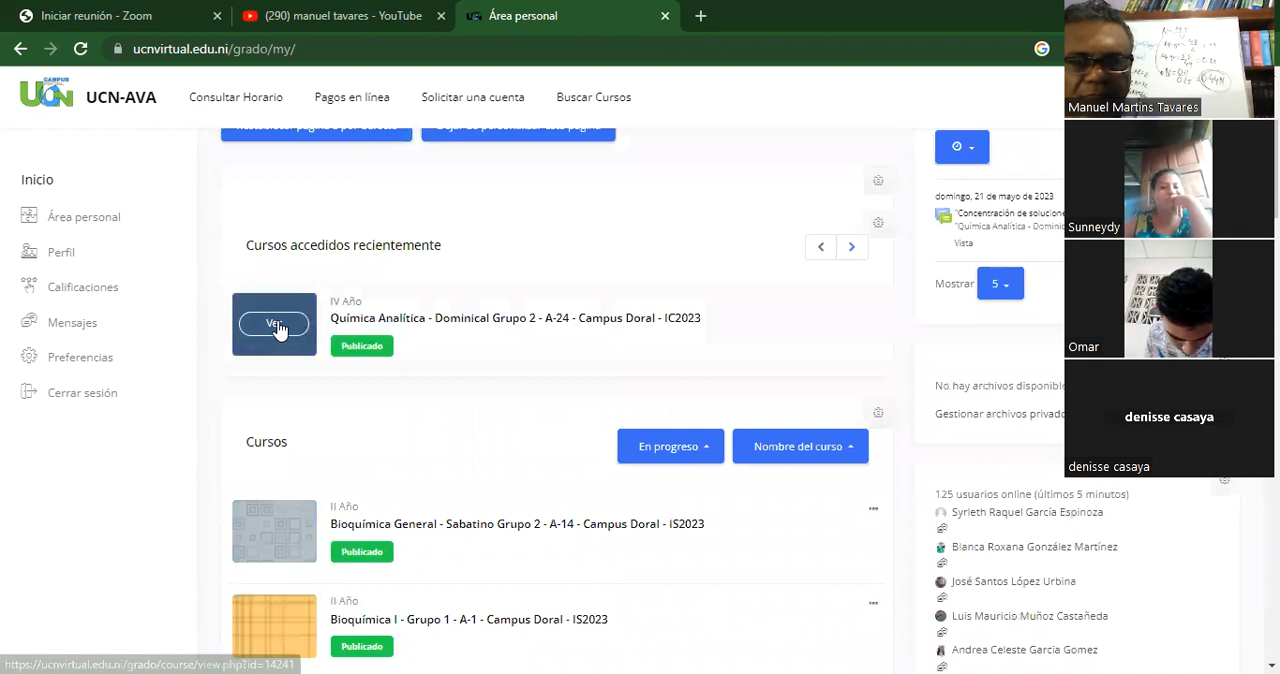 Iniciar reunión - Zoom
(290) manuel tavares - YouTube
Área personal
ucnvirtual.edu.ni/grado/my/
CAMPUS
UCN
UCN-AVA
Consultar Horario
Pagos en línea
Solicitar una cuenta
Buscar Cursos
Inicio
Área personal
Perfil
Calificaciones
Mensajes
Preferencias
Cerrar sesión
Cursos accedidos recientemente
Ver
IV Año
Química Analítica - Dominical Grupo 2 - A-24 - Campus Doral - IC2023
Publicado
Cursos
En progreso
Nombre del curso
II Año
Bioquímica General - Sabatino Grupo 2 - A-14 - Campus Doral - IS2023
Publicado
II Año
Bioquímica I - Grupo 1 - A-1 - Campus Doral - IS2023
Publicado
domingo, 21 de mayo de 2023
"Concentración de solucione
"Química Analítica - Dominio
Vista
Mostrar
5
No hay archivos disponible
Gestionar archivos privado
125 usuarios online (últimos 5 minutos)
Syrleth Raquel García Espinoza
Blanca Roxana González Martínez
José Santos López Urbina
Luis Mauricio Muñoz Castañeda
Andrea Celeste Garcia Gomez
Manuel Martins Tavares
Sunneydy
Omar
denisse casaya
denisse casaya
https://ucnvirtual.edu.ni/grado/course/view.php?id=14241